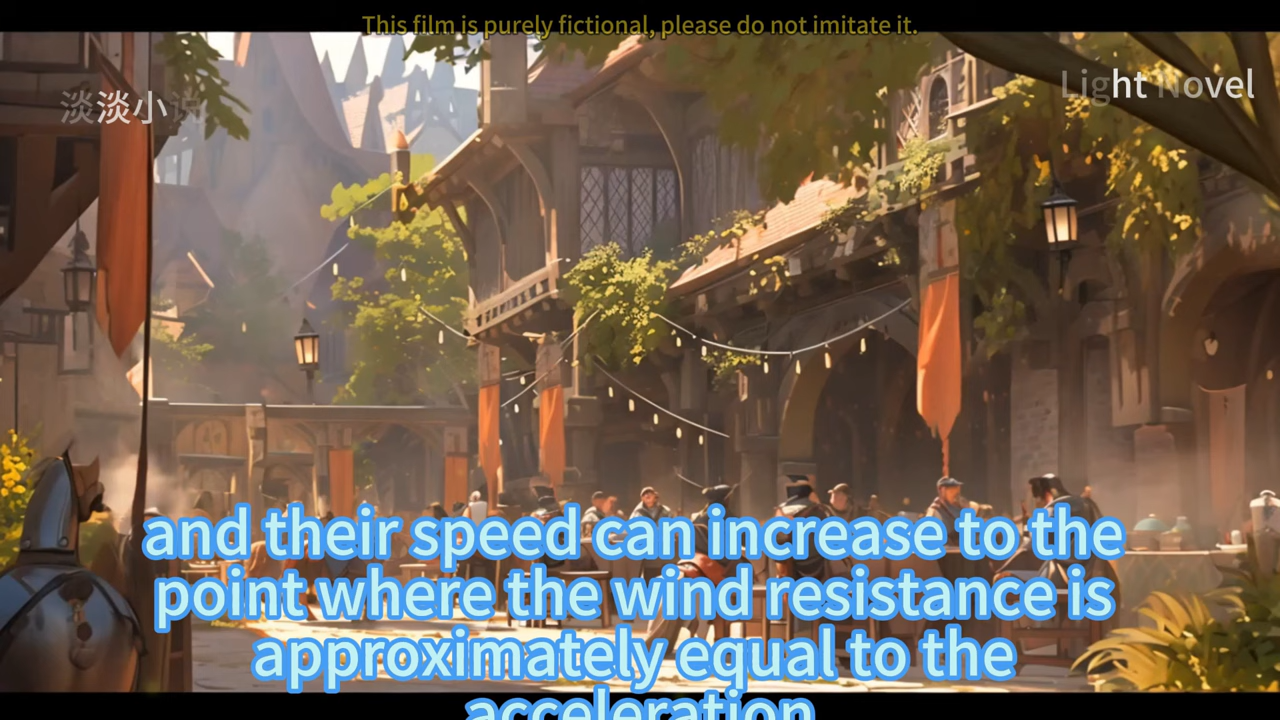 This film is purely fictional, please do not imitate it.
淡淡小说
Light Novel
and their speed can increase to the
point where the wind resistance is
approximately equal to the
acceleration